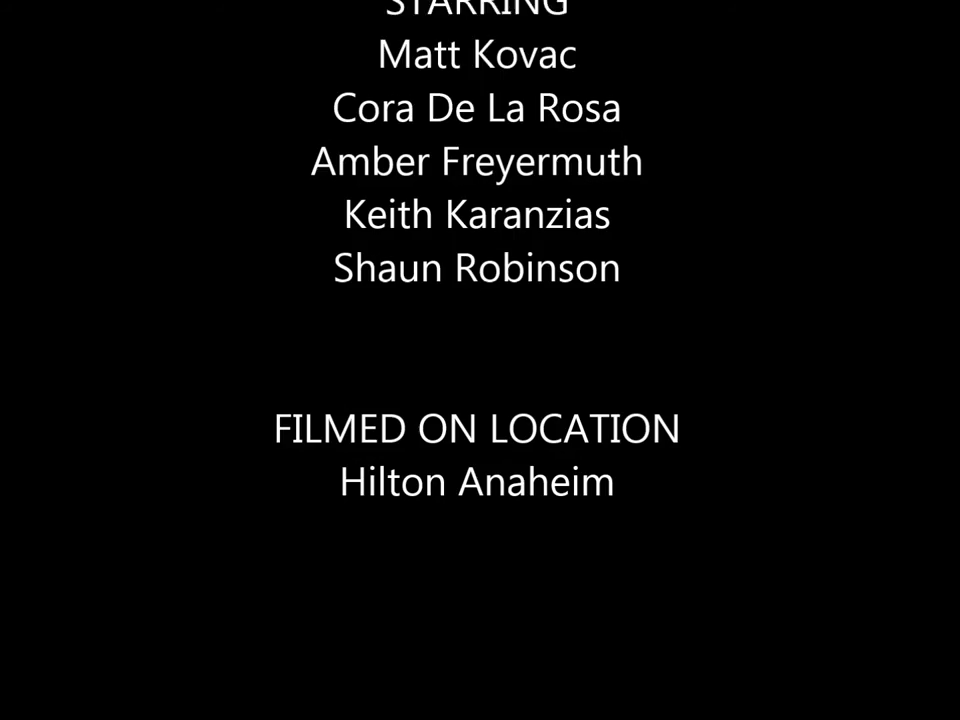 STARRING
Matt Kovac
Cora De La Rosa
Amber Freyermuth
Keith Karanzias
Shaun Robinson
FILMED ON LOCATION
Hilton Anaheim